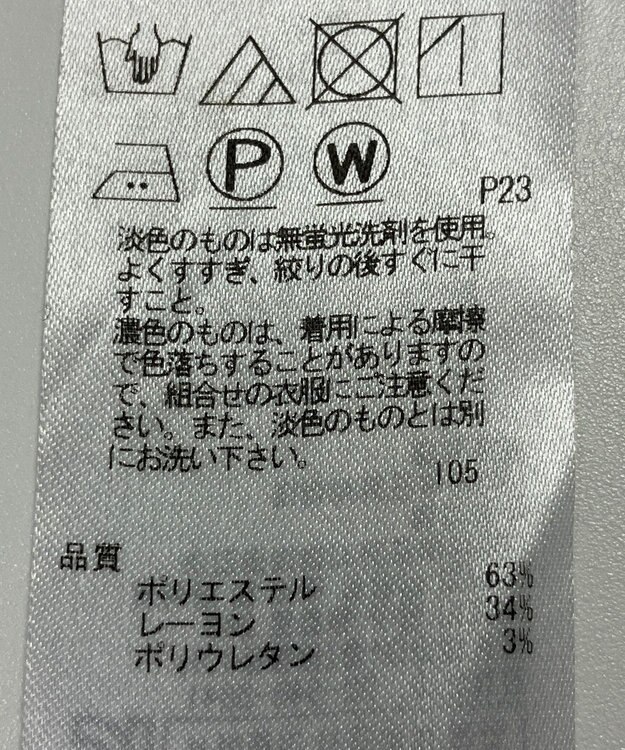 P W
P23
淡色のものは無蛍光洗剤を使用。
よくすすぎ、絞りの後すぐに干
すこと。
濃色のものは、着用による摩擦
で色落ちすることがありますの
で、組合せの衣服にご注意くだ
さい。また、淡色のものとは別
にお洗い下さい。
105
品質
ポリエステル 63%
レーヨン 34%
ポリウレタン 3%